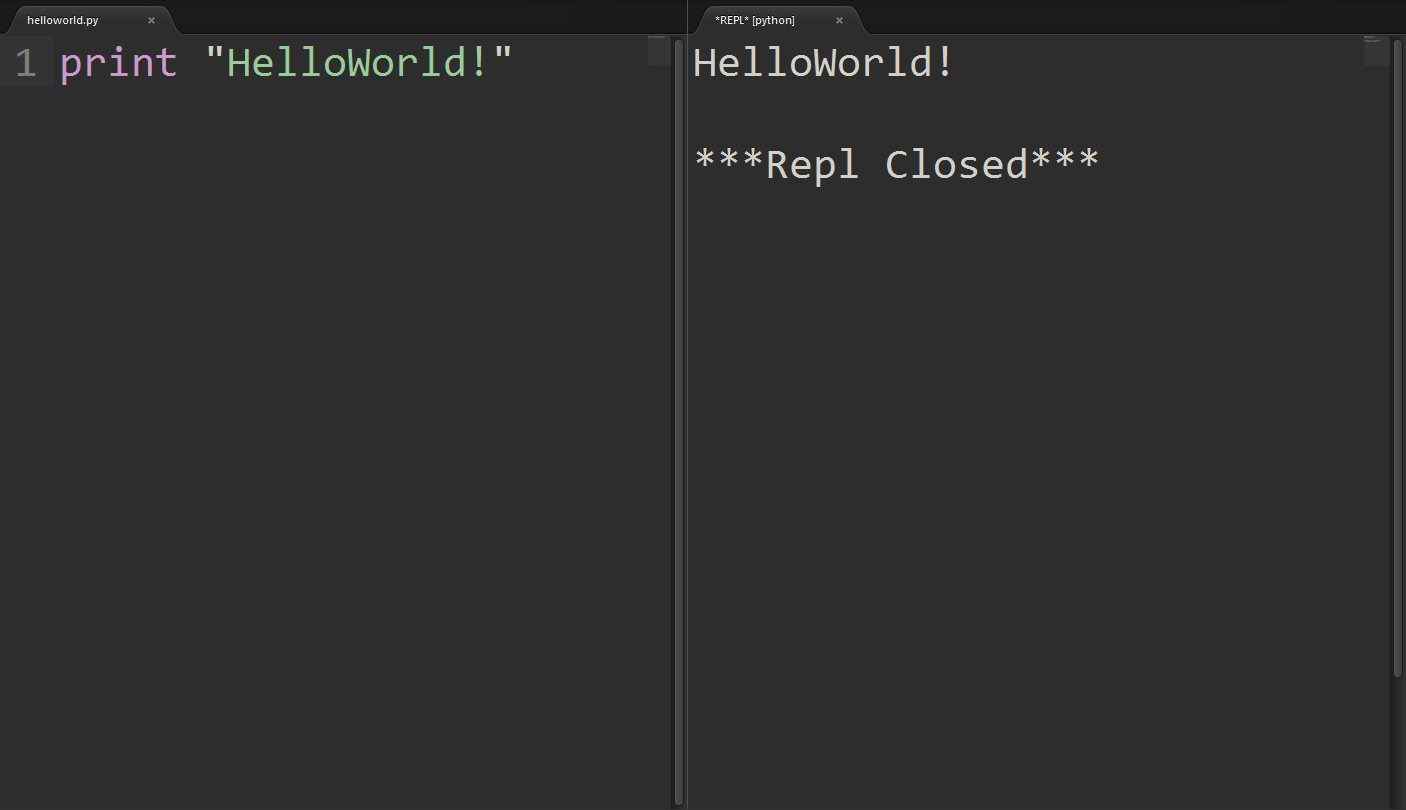 helloworld.py ×
1 print "HelloWorld!"
*REPL* [python] ×
HelloWorld!
***Repl Closed***